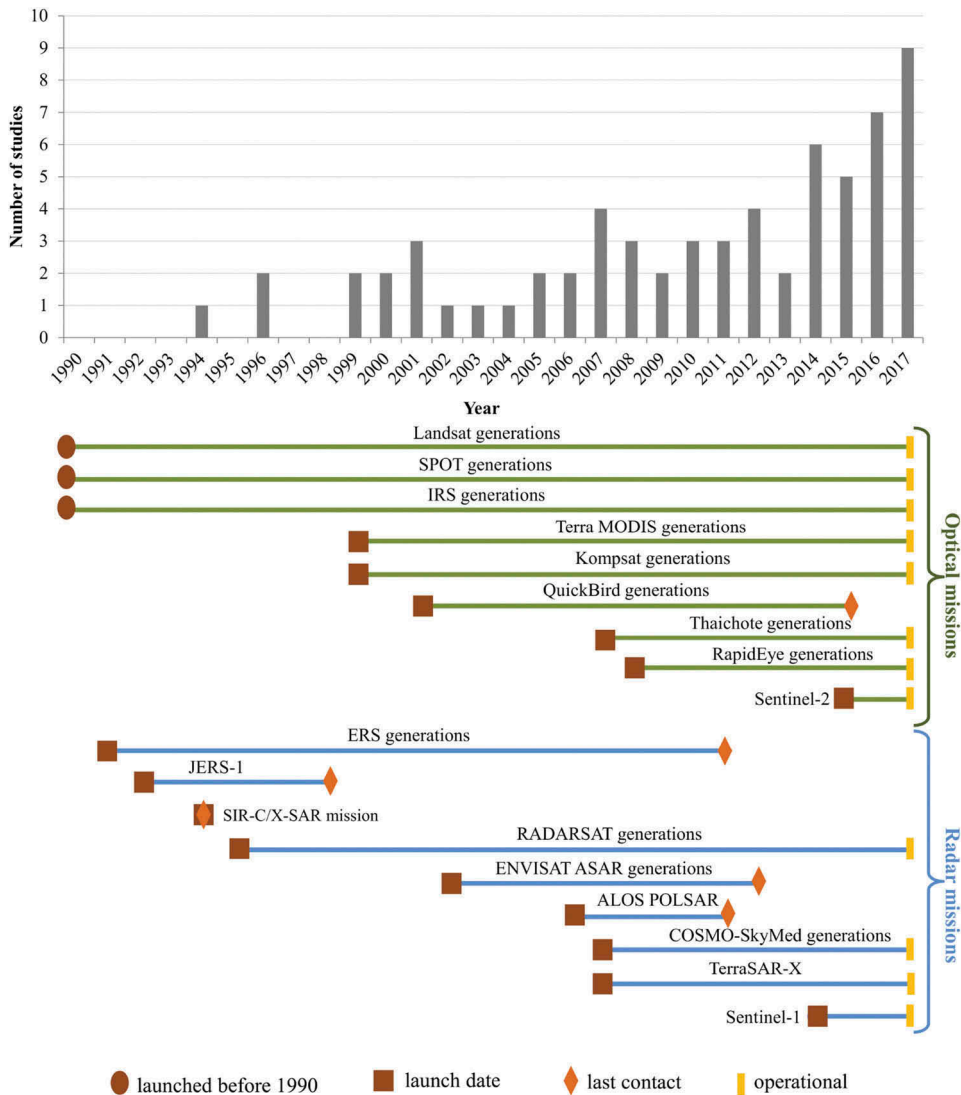 10
9
8
7
6
5
4
3
2
1
0
Number of studies
1990 1991 1992 1993 1994 1996 1996 1997 1998 1999 2000 2001 2002 2003 2004 2005 2006 2007 2008 2009 2010 2011 2012 2013 2014 2015 2016 2017
Year
Landsat generations
SPOT generations
IRS generations
Terra MODIS generations
Kompsat generations
QuickBird generations
Thaichote generations
RapidEye generations
Sentinel-2
Optical missions
ERS generations
JERS-1
SIR-C/X-SAR mission
RADARSAT generations
ENVISAT ASAR generations
ALOS POLSAR
COSMO-SkyMed generations
TerraSAR-X
Sentinel-1
Radar missions
launched before 1990
launch date
last contact
operational